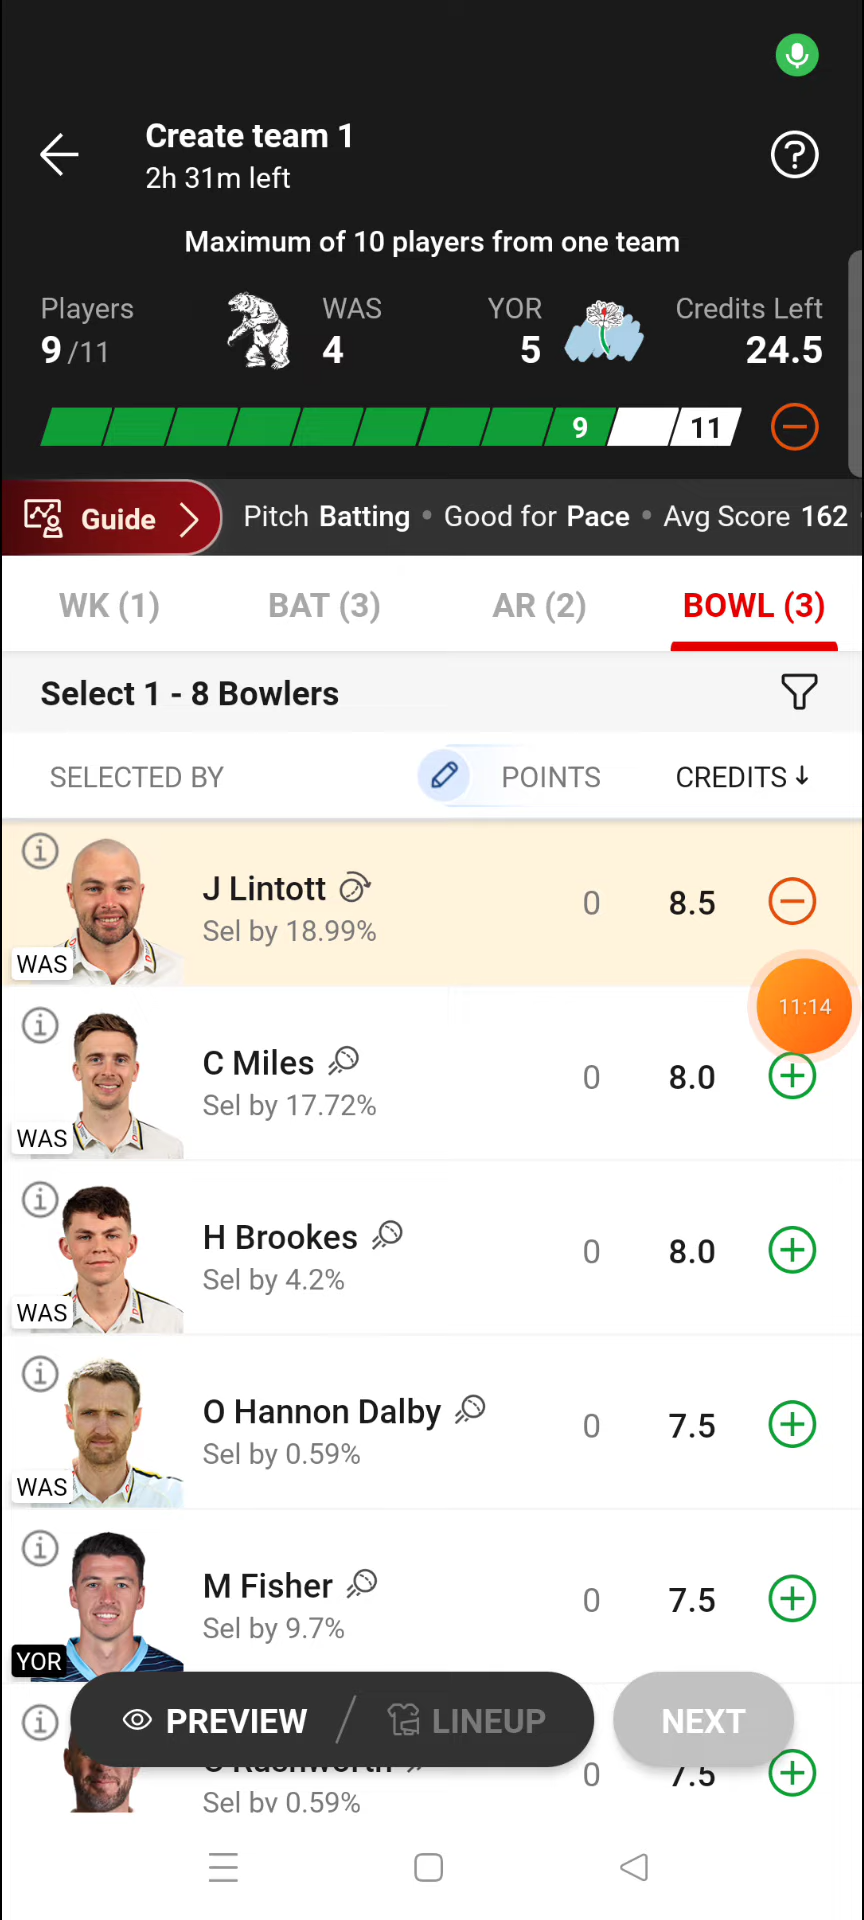 Create team 1
2h 31m left
Maximum of 10 players from one team
Players WAS YOR Credits Left
9 /11 4 5 24.5
9 11
Guide Pitch Batting • Good for Pace • Avg Score 162
WK (1) BAT (3) AR (2) BOWL (3)
Select 1 - 8 Bowlers
SELECTED BY POINTS CREDITS ↓
J Lintott 0 8.5
Sel by 18.99%
WAS
11:14
C Miles 0 8.0
Sel by 17.72%
WAS
H Brookes 0 8.0
Sel by 4.2%
WAS
O Hannon Dalby 0 7.5
Sel by 0.59%
WAS
M Fisher 0 7.5
Sel by 9.7%
YOR
PREVIEW / LINEUP NEXT
0 7.5
Sel by 0.59%